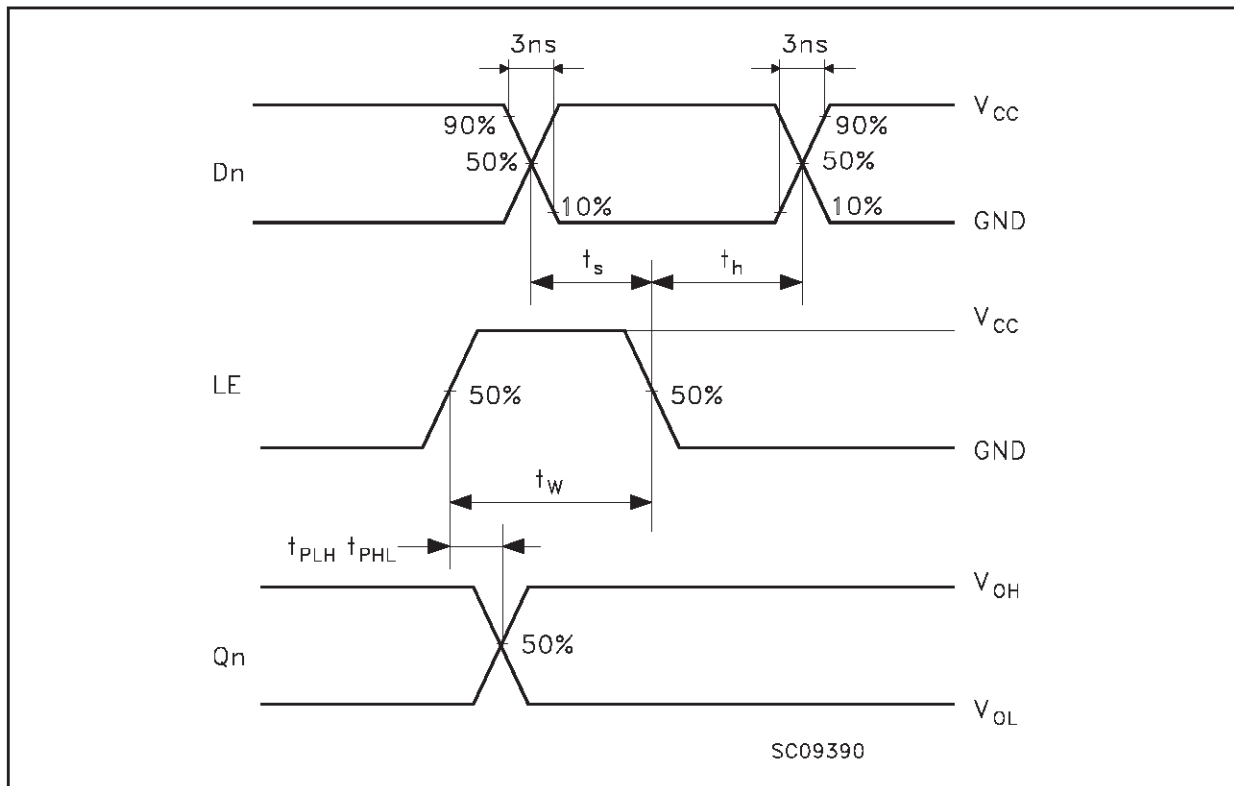 3ns 3ns
V_CC
90% 90%
50% 50%
Dn
10% 10%
GND
t_s t_h
V_CC
LE
50% 50%
GND
t_W
t_PLH t_PHL
V_OH
50%
Qn
V_OL
SC09390